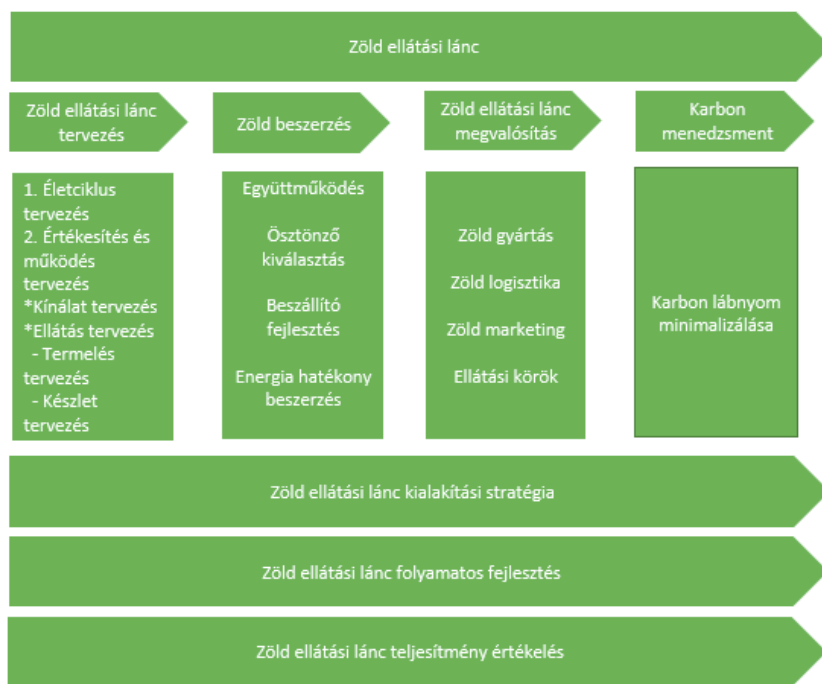 Zöld ellátási lánc
Zöld ellátási lánc
tervezés
Zöld beszerzés
Zöld ellátási lánc
megvalósítás
Karbon
menedzsment
1. Életciklus
tervezés
2. Értékesítés és
működés
tervezés
*Kínálat tervezés
*Ellátás tervezés
- Termelés
tervezés
- Készlet
tervezés
Együttműködés
Ösztönző
kiválasztás
Beszállító
fejlesztés
Energia hatékony
beszerzés
Zöld gyártás
Zöld logisztika
Zöld marketing
Ellátási körök
Karbon lábnyom
minimalizálása
Zöld ellátási lánc kialakítási stratégia
Zöld ellátási lánc folyamatos fejlesztés
Zöld ellátási lánc teljesítmény értékelés